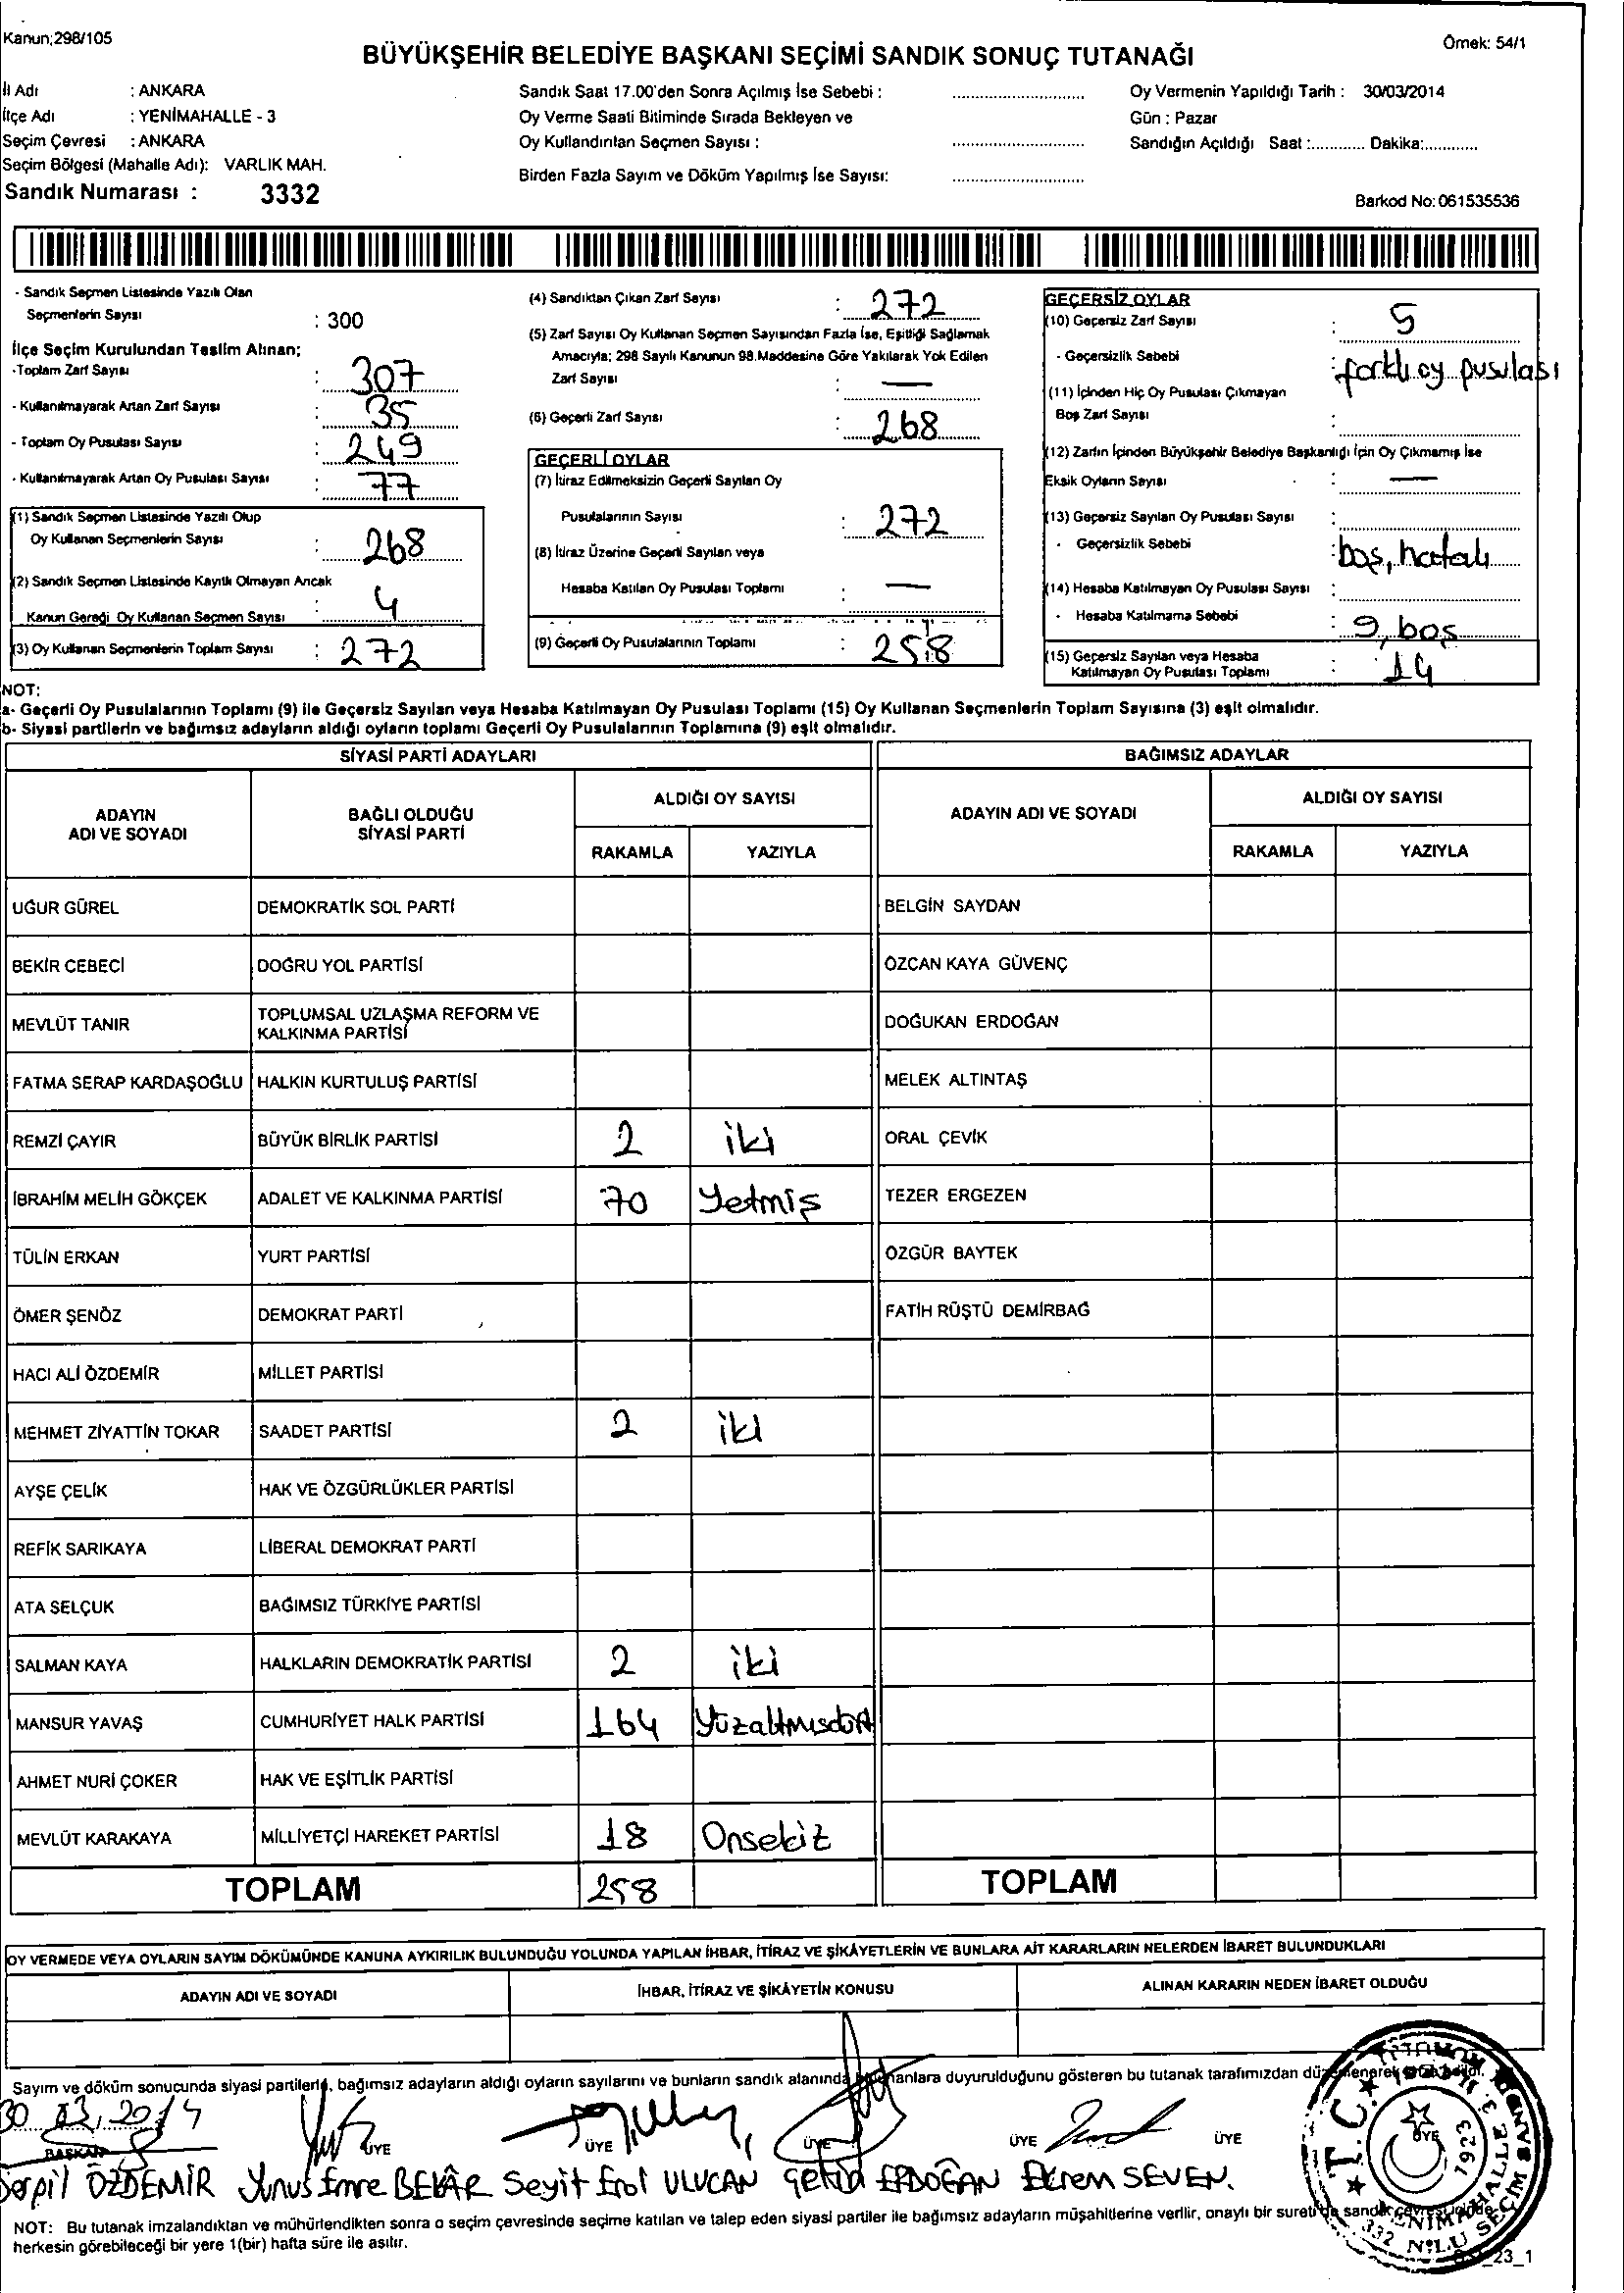 Kanun;298/105
Örnek: 54/1
BÜYÜKŞEHİR BELEDİYE BAŞKANI SEÇİMİ SANDIK SONUÇ TUTANAĞI
İl Adı : ANKARA
İlçe Adı : YENİMAHALLE - 3
Seçim Çevresi : ANKARA
Seçim Bölgesi (Mahalle Adı): VARLIK MAH.
Sandık Numarası : 3332
Sandık Saat 17.00'den Sonra Açılmış İse Sebebi :
Oy Verme Saati Bitiminde Sırada Bekleyen ve
Oy Kullandırılan Seçmen Sayısı :
Birden Fazla Sayım ve Döküm Yapılmış İse Sayısı:
Oy Vermenin Yapıldığı Tarih : 30/03/2014
Gün : Pazar
Sandığın Açıldığı Saat :............ Dakika:............
Barkod No:061535536
- Sandık Seçmen Listesinde Yazılı Olan
Seçmenlerin Sayısı : 300
İlçe Seçim Kurulundan Teslim Alınan;
-Toplam Zarf Sayısı : 307
- Kullanılmayarak Artan Zarf Sayısı : 35
- Toplam Oy Pusulası Sayısı : 249
- Kullanılmayarak Artan Oy Pusulası Sayısı : 77
(1) Sandık Seçmen Listesinde Yazılı Olup
Oy Kullanan Seçmenlerin Sayısı : 268
(2) Sandık Seçmen Listesinde Kayıtlı Olmayan Ancak
Kanun Gereği Oy Kullanan Seçmen Sayısı : 4
(3) Oy Kullanan Seçmenlerin Toplam Sayısı : 272
(4) Sandıktan Çıkan Zarf Sayısı : 272
(5) Zarf Sayısı Oy Kullanan Seçmen Sayısından Fazla İse, Eşitliği Sağlamak
Amacıyla; 298 Sayılı Kanunun 98.Maddesine Göre Yakılarak Yok Edilen
Zarf Sayısı : —
(6) Geçerli Zarf Sayısı : 268
GEÇERLİ OYLAR
(7) İtiraz Edilmeksizin Geçerli Sayılan Oy
Pusulalarının Sayısı : 272
(8) İtiraz Üzerine Geçerli Sayılan veya
Hesaba Katılan Oy Pusulası Toplamı : —
(9) Geçerli Oy Pusulalarının Toplamı : 258
GEÇERSİZ OYLAR
(10) Geçersiz Zarf Sayısı : 5
- Geçersizlik Sebebi : farklı oy pusulası
(11) İçinden Hiç Oy Pusulası Çıkmayan
Boş Zarf Sayısı :
(12) Zarfın İçinden Büyükşehir Belediye Başkanlığı İçin Oy Çıkmamış İse
Eksik Oyların Sayısı : —
(13) Geçersiz Sayılan Oy Pusulası Sayısı :
- Geçersizlik Sebebi : boş, hatalı
(14) Hesaba Katılmayan Oy Pusulası Sayısı :
- Hesaba Katılmama Sebebi : 9, boş
(15) Geçersiz Sayılan veya Hesaba
Katılmayan Oy Pusulası Toplamı : 14
NOT:
a- Geçerli Oy Pusulalarının Toplamı (9) ile Geçersiz Sayılan veya Hesaba Katılmayan Oy Pusulası Toplamı (15) Oy Kullanan Seçmenlerin Toplam Sayısına (3) eşit olmalıdır.
b- Siyasi partilerin ve bağımsız adayların aldığı oyların toplamı Geçerli Oy Pusulalarının Toplamına (9) eşit olmalıdır.
SİYASİ PARTİ ADAYLARI
BAĞIMSIZ ADAYLAR
ADAYIN ADI VE SOYADI
BAĞLI OLDUĞU SİYASİ PARTİ
ALDIĞI OY SAYISI
RAKAMLA YAZIYLA
ADAYIN ADI VE SOYADI
ALDIĞI OY SAYISI
RAKAMLA YAZIYLA
UĞUR GÜREL DEMOKRATİK SOL PARTİ BELGİN SAYDAN
BEKİR CEBECİ DOĞRU YOL PARTİSİ ÖZCAN KAYA GÜVENÇ
MEVLÜT TANIR TOPLUMSAL UZLAŞMA REFORM VE KALKINMA PARTİSİ DOĞUKAN ERDOĞAN
FATMA SERAP KARDAŞOĞLU HALKIN KURTULUŞ PARTİSİ MELEK ALTINTAŞ
REMZİ ÇAYIR BÜYÜK BİRLİK PARTİSİ 2 iki ORAL ÇEVİK
İBRAHİM MELİH GÖKÇEK ADALET VE KALKINMA PARTİSİ 70 Yetmiş TEZER ERGEZEN
TÜLİN ERKAN YURT PARTİSİ ÖZGÜR BAYTEK
ÖMER ŞENÖZ DEMOKRAT PARTİ FATİH RÜŞTÜ DEMİRBAĞ
HACI ALİ ÖZDEMİR MİLLET PARTİSİ
MEHMET ZİYATTİN TOKAR SAADET PARTİSİ 2 iki
AYŞE ÇELİK HAK VE ÖZGÜRLÜKLER PARTİSİ
REFİK SARIKAYA LİBERAL DEMOKRAT PARTİ
ATA SELÇUK BAĞIMSIZ TÜRKİYE PARTİSİ
SALMAN KAYA HALKLARIN DEMOKRATİK PARTİSİ 2 iki
MANSUR YAVAŞ CUMHURİYET HALK PARTİSİ 164 Yüzaltmışdört
AHMET NURİ ÇOKER HAK VE EŞİTLİK PARTİSİ
MEVLÜT KARAKAYA MİLLİYETÇİ HAREKET PARTİSİ 18 Onsekiz
TOPLAM 258 TOPLAM
OY VERMEDE VEYA OYLARIN SAYIM DÖKÜMÜNDE KANUNA AYKIRILIK BULUNDUĞU YOLUNDA YAPILAN İHBAR, İTİRAZ VE ŞİKÂYETLERİN VE BUNLARA AİT KARARLARIN NELERDEN İBARET BULUNDUKLARI
ADAYIN ADI VE SOYADI İHBAR, İTİRAZ VE ŞİKÂYETİN KONUSU ALINAN KARARIN NEDEN İBARET OLDUĞU
Sayım ve döküm sonucunda siyasi partilerle, bağımsız adayların aldığı oyların sayılarını ve bunların sandık alanında duyurulduğunu gösteren bu tutanak tarafımızdan
30.03.2014
BAŞKAN ÜYE ÜYE ÜYE ÜYE ÜYE ÜYE
Serpil ÖZDEMİR Yunus Emre BEKÂR Seyit Erol ULUCAN Çetin ERDOĞAN Ekrem SEVEN.
T.C. 1923
NOT: Bu tutanak imzalandıktan ve mühürlendikten sonra o seçim çevresinde seçime katılan ve talep eden siyasi partiler ile bağımsız adayların müşahitlerine verilir, onaylı bir sureti de sandık çevresi içinde
herkesin görebileceği bir yere 1(bir) hafta süre ile asılır.